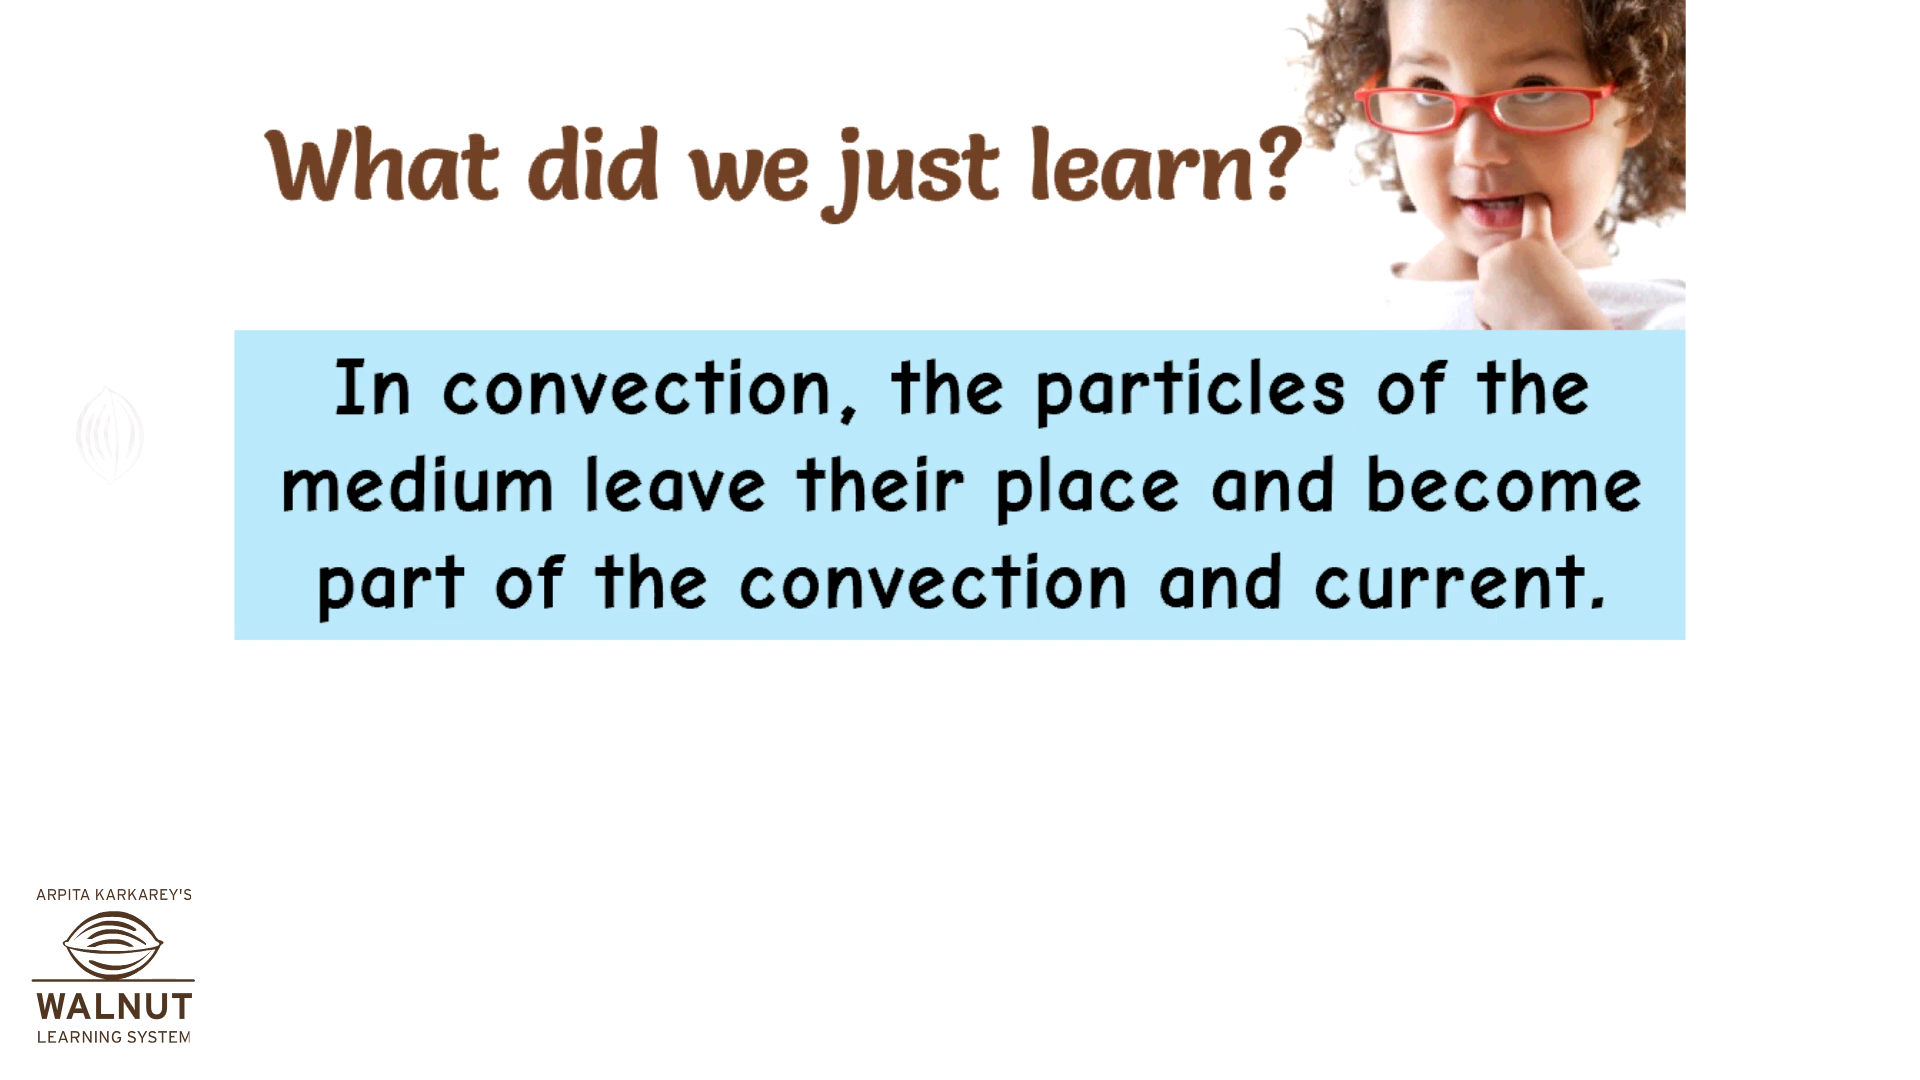 What did we just learn?
In convection, the particles of the
medium leave their place and become
part of the convection and current.
ARPITA KARKAREY'S
WALNUT
LEARNING SYSTEM